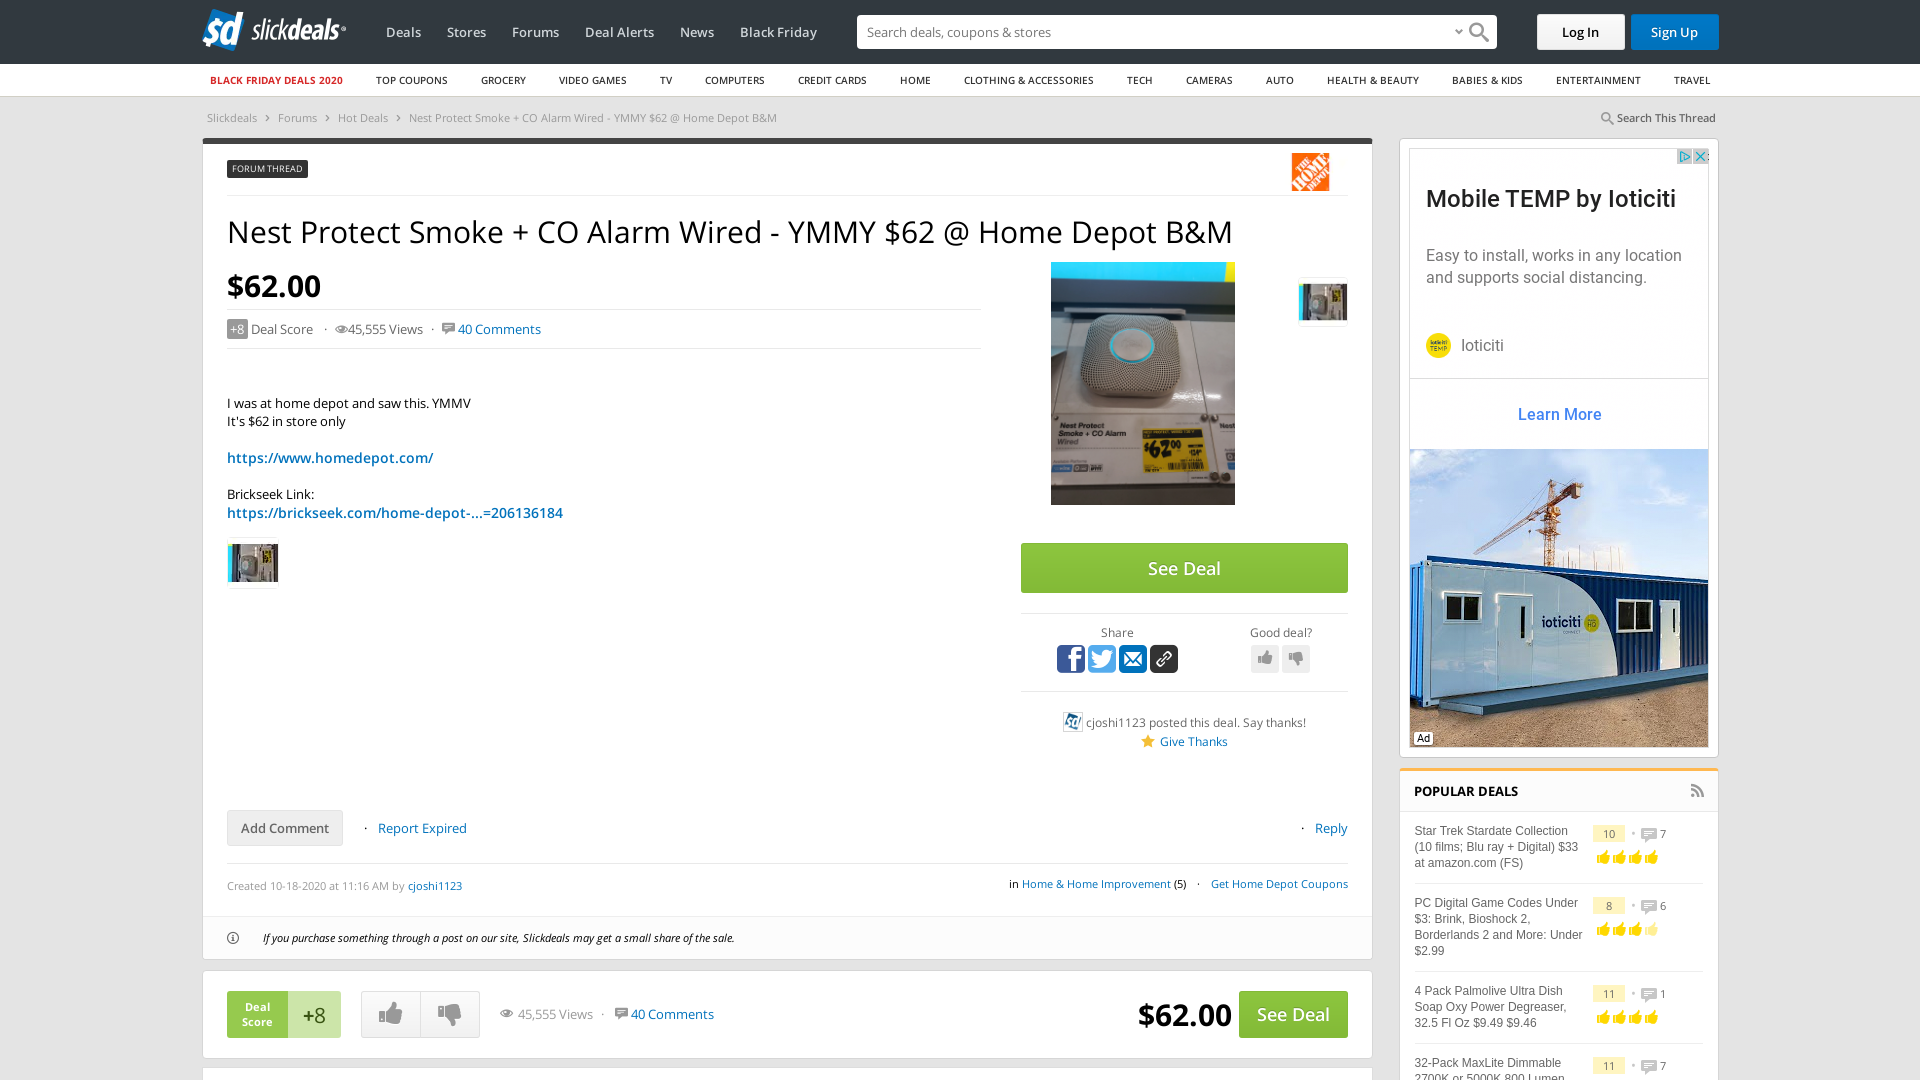 sd slickdeals
Deals
Stores
Forums
Deal Alerts
News
Black Friday
Search deals, coupons & stores
Log In
Sign Up
BLACK FRIDAY DEALS 2020
TOP COUPONS
GROCERY
VIDEO GAMES
TV
COMPUTERS
CREDIT CARDS
HOME
CLOTHING & ACCESSORIES
TECH
CAMERAS
AUTO
HEALTH & BEAUTY
BABIES & KIDS
ENTERTAINMENT
TRAVEL
Slickdeals > Forums > Hot Deals > Nest Protect Smoke + CO Alarm Wired - YMMY $62 @ Home Depot B&M
Search This Thread
FORUM THREAD
THE HOME DEPOT
Nest Protect Smoke + CO Alarm Wired - YMMY $62 @ Home Depot B&M
$62.00
+8 Deal Score · 45,555 Views · 40 Comments
I was at home depot and saw this. YMMV
It's $62 in store only
https://www.homedepot.com/
Brickseek Link:
https://brickseek.com/home-depot-...=206136184
Nest Protect
Smoke + CO Alarm
Wired
$62.00
See Deal
Share
Good deal?
cjoshi1123 posted this deal. Say thanks!
Give Thanks
Add Comment
· Report Expired
· Reply
Created 10-18-2020 at 11:16 AM by cjoshi1123
in Home & Home Improvement (5) · Get Home Depot Coupons
If you purchase something through a post on our site, Slickdeals may get a small share of the sale.
Deal
Score
+8
45,555 Views · 40 Comments
$62.00
See Deal
Mobile TEMP by Ioticiti
Easy to install, works in any location
and supports social distancing.
Ioticiti
Learn More
ioticiti
CONNECT
Ad
POPULAR DEALS
Star Trek Stardate Collection
(10 films; Blu ray + Digital) $33
at amazon.com (FS)
10 • 7
PC Digital Game Codes Under
$3: Brink, Bioshock 2,
Borderlands 2 and More: Under
$2.99
8 • 6
4 Pack Palmolive Ultra Dish
Soap Oxy Power Degreaser,
32.5 Fl Oz $9.49 $9.46
11 • 1
32-Pack MaxLite Dimmable
2700K or 5000K 800 Lumen
11 • 7